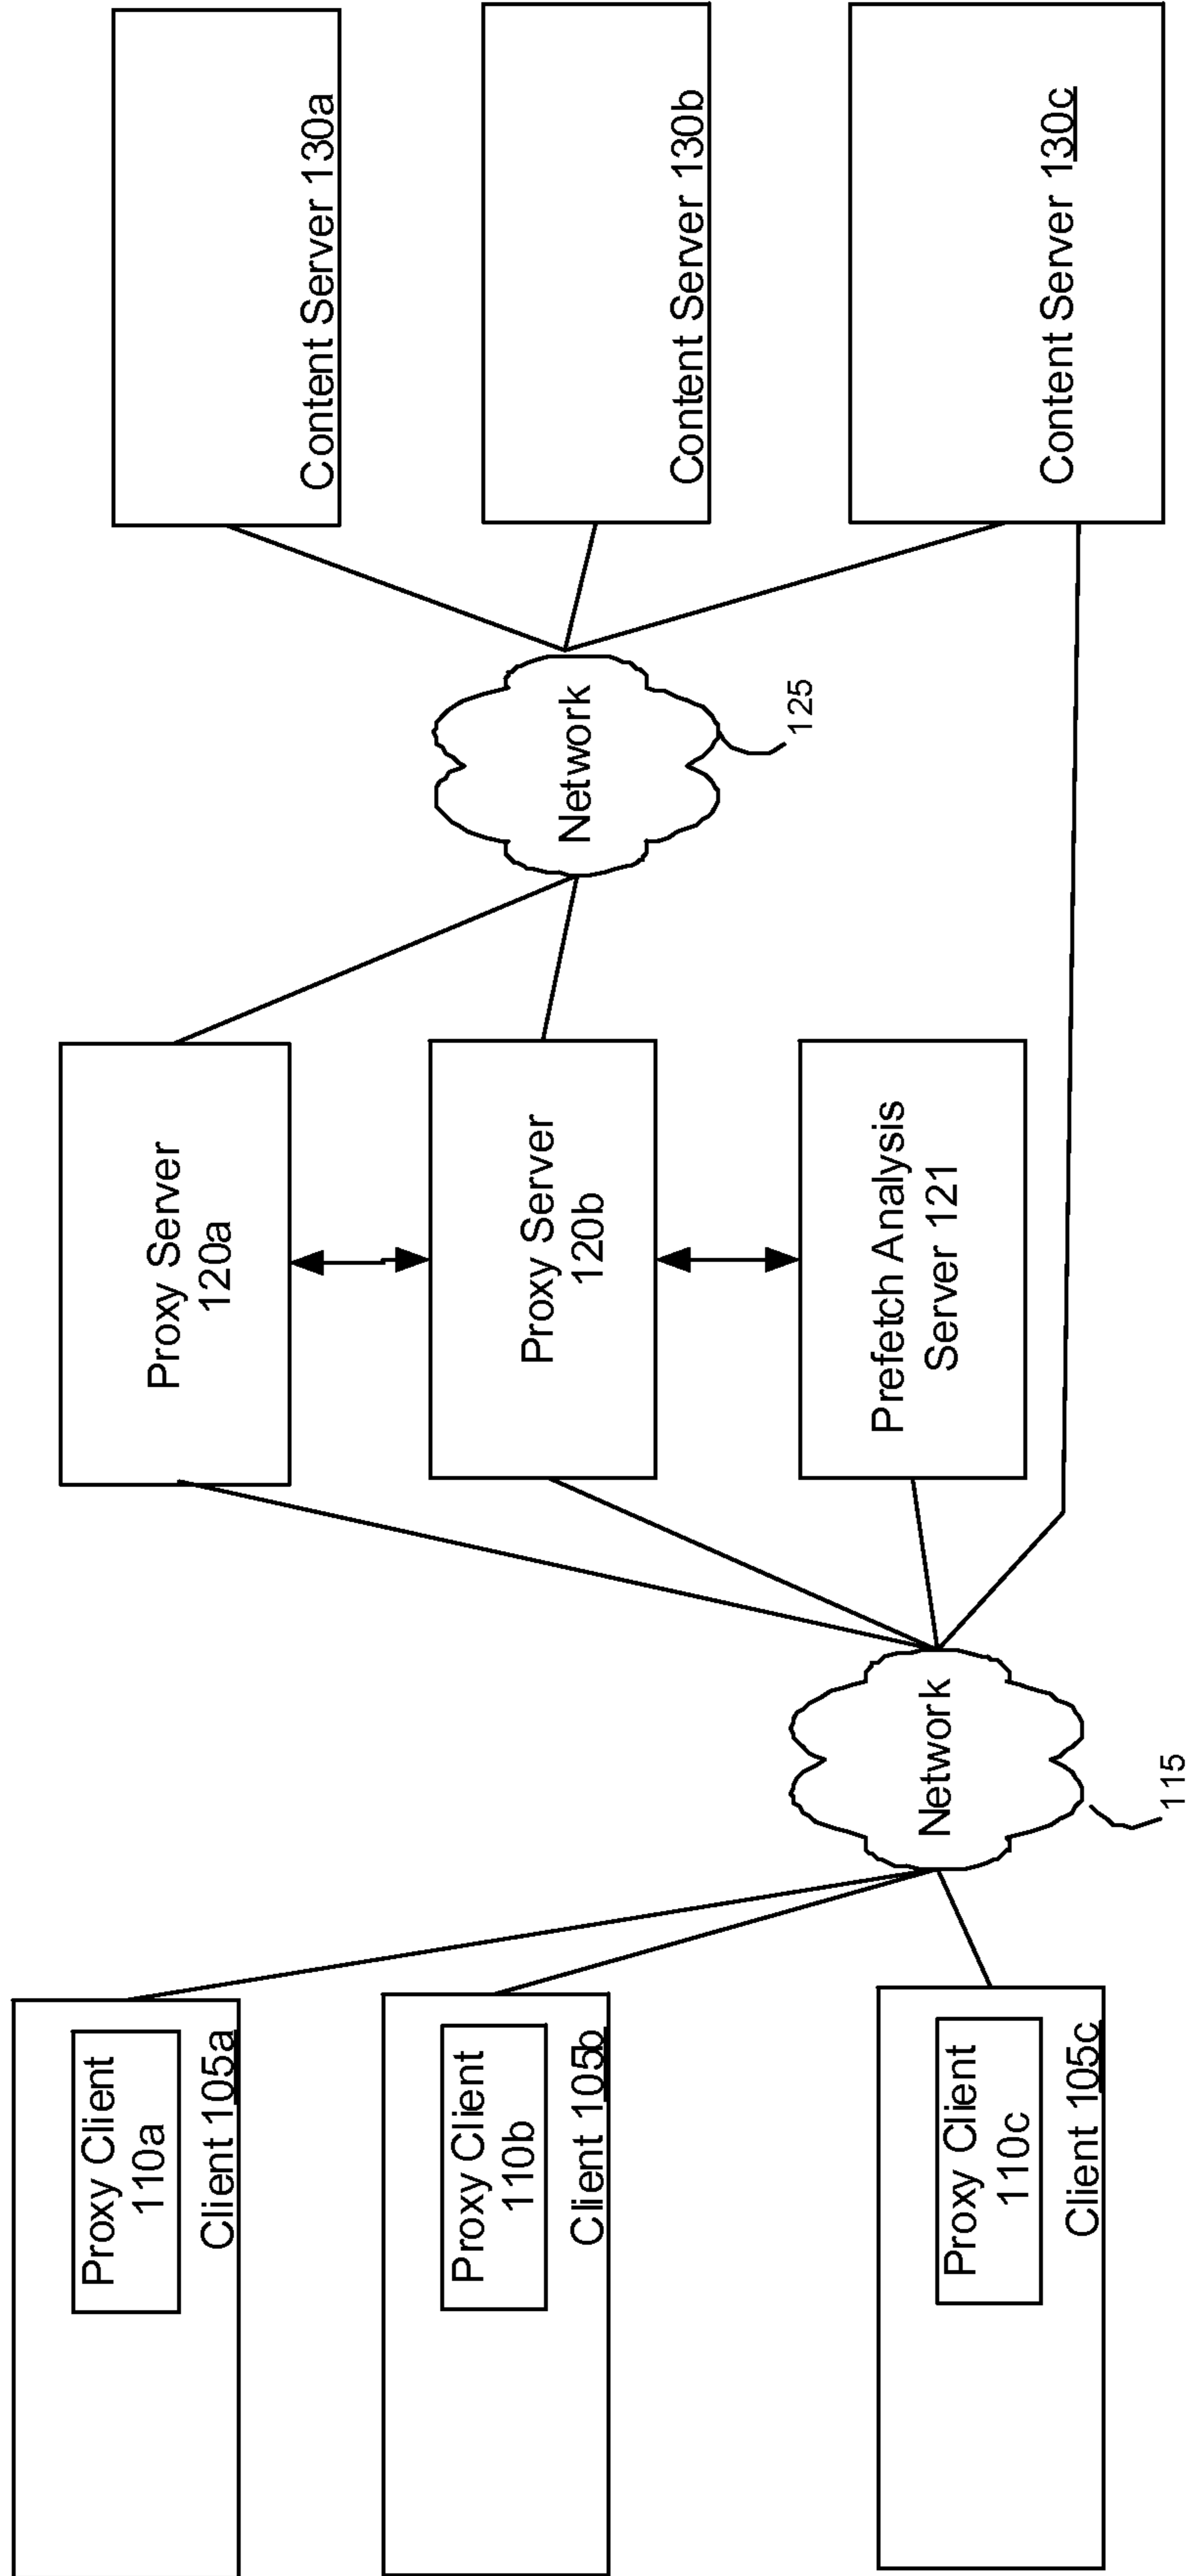 Proxy Client
110a
Client 105a
Proxy Client
110b
Client 105b
Proxy Client
110c
Client 105c
Network
115
Proxy Server
120a
Proxy Server
120b
Prefetch Analysis
Server 121
Network
125
Content Server 130a
Content Server 130b
Content Server 130c